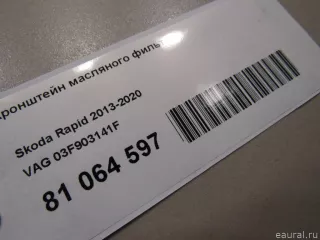 кронштейн масляного филь
Skoda Rapid 2013-2020
VAG 03F903141F
81 064 597
eaural.ru